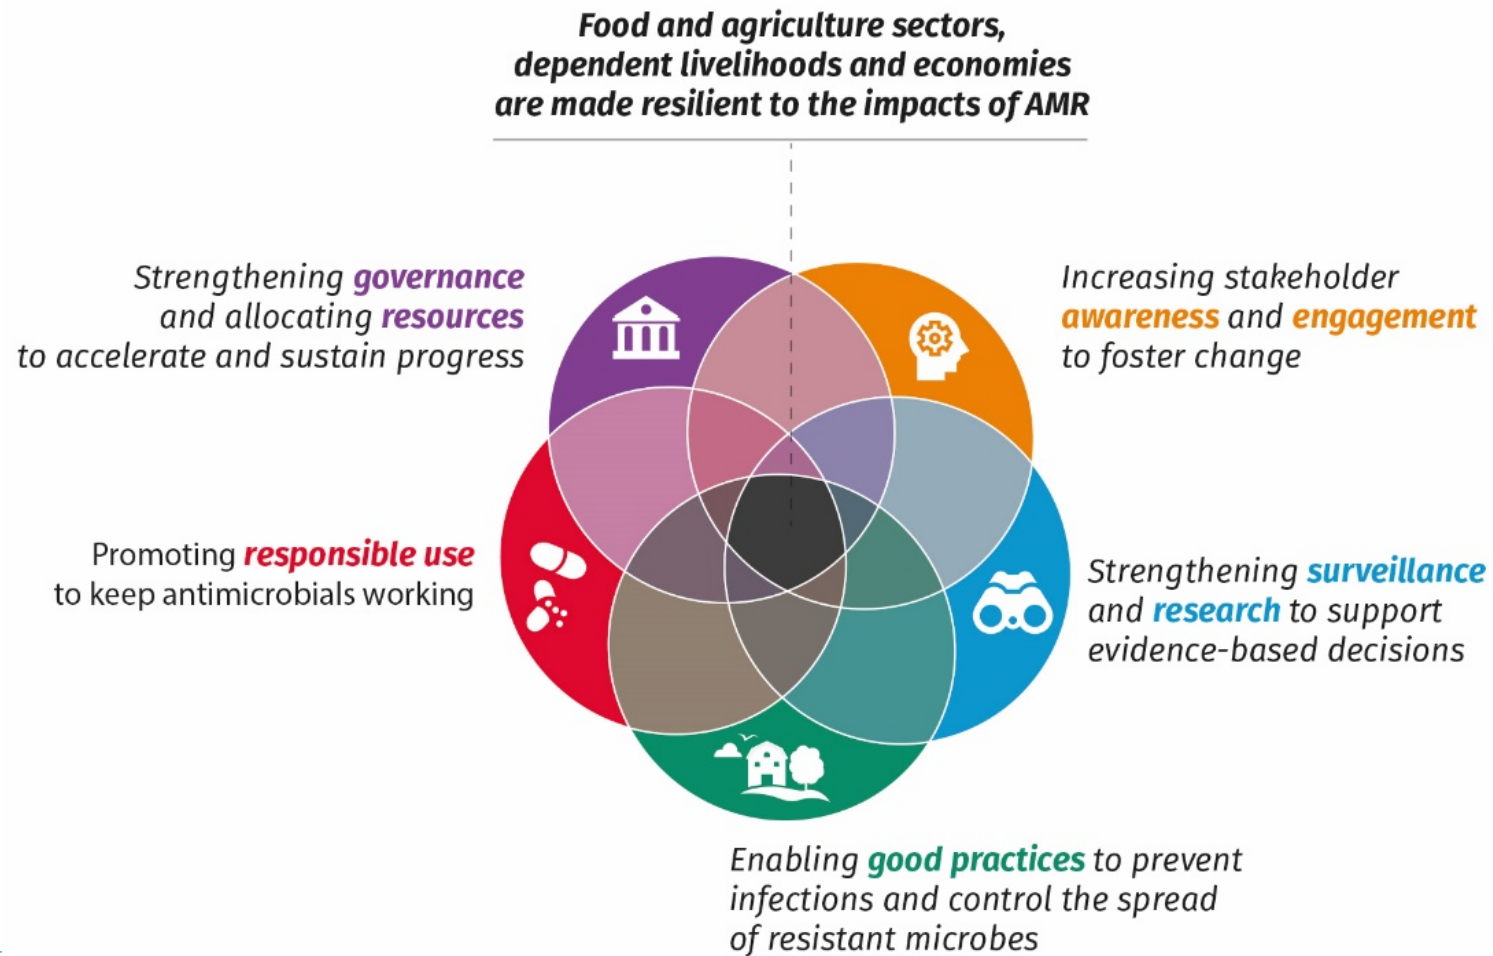 Food and agriculture sectors,
dependent livelihoods and economies
are made resilient to the impacts of AMR
Strengthening governance
and allocating resources
to accelerate and sustain progress
Increasing stakeholder
awareness and engagement
to foster change
Promoting responsible use
to keep antimicrobials working
Strengthening surveillance
and research to support
evidence-based decisions
Enabling good practices to prevent
infections and control the spread
of resistant microbes